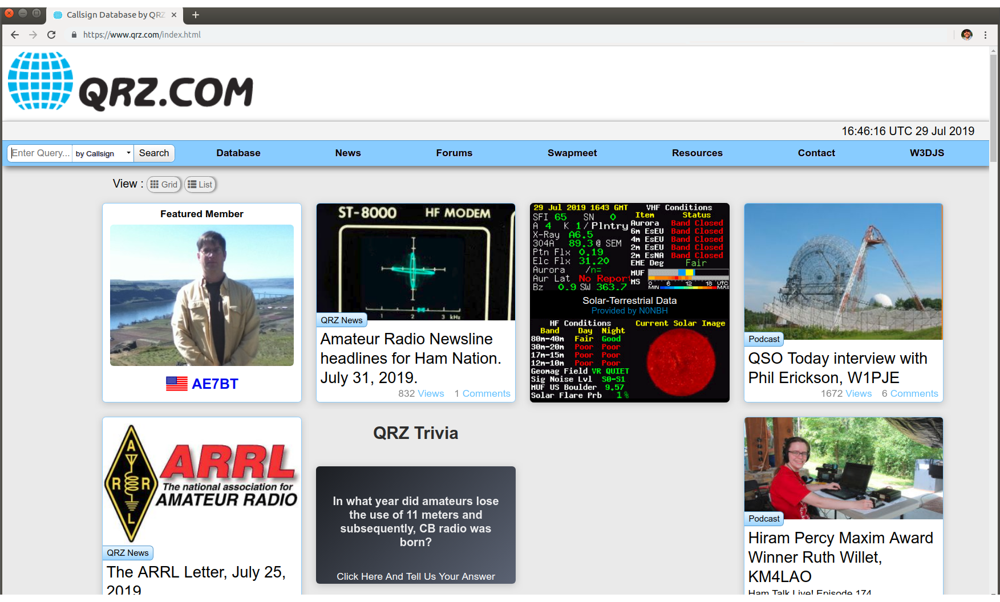 Callsign Database by QRZ
https://www.qrz.com/index.html
QRZ.COM
16:46:16 UTC 29 Jul 2019
Enter Query...
by Callsign
Search
Database
News
Forums
Swapmeet
Resources
Contact
W3DJS
View :
Grid
List
Featured Member
AE7BT
ST-8000 HF MODEM
1 2 3 kHz
QRZ News
Amateur Radio Newsline
headlines for Ham Nation.
July 31, 2019.
832 Views 1 Comments
29 Jul 2019 1643 GMT
SFI 65 SN 0
A 4 K 1 / Plntry
X-Ray A6.5
304A 89.3 @ SEM
Ptn Flx 0.19
Elc Flx 31.20
Aurora /n=
Aur Lat No Report
Bz 0.9 SW 363.7
VHF Conditions
Item Status
Aurora Band Closed
6m EsEU Band Closed
4m EsEU Band Closed
2m EsEU Band Closed
2m EsNA Band Closed
EME Deg Fair
MUF
MS
0 6 12 18 UTC
MIN MAX
Solar-Terrestrial Data
Provided by N0NBH
HF Conditions
Band Day Night
80m-40m Fair Good
30m-20m Poor Poor
17m-15m Poor Poor
12m-10m Poor Poor
Geomag Field VR QUIET
Sig Noise Lvl S0-S1
MUF US Boulder 9.57
Solar Flare Prb 1%
Current Solar Image
Podcast
QSO Today interview with
Phil Erickson, W1PJE
1672 Views 6 Comments
A
R R
L
ARRL
The national association for
AMATEUR RADIO
QRZ News
The ARRL Letter, July 25,
2019
QRZ Trivia
In what year did amateurs lose
the use of 11 meters and
subsequently, CB radio was
born?
Click Here And Tell Us Your Answer
Podcast
Hiram Percy Maxim Award
Winner Ruth Willet,
KM4LAO
Ham Talk Live! Episode 174